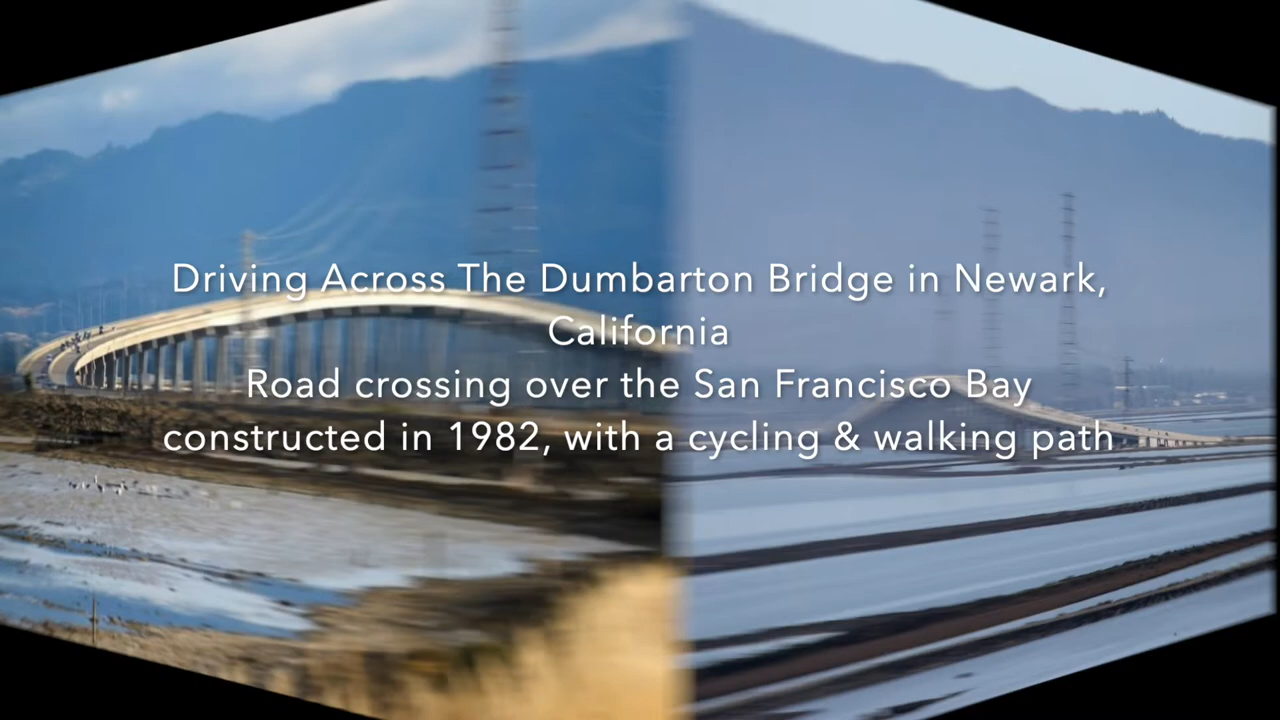 Driving Across The Dumbarton Bridge in Newark,
California
Road crossing over the San Francisco Bay
constructed in 1982, with a cycling & walking path